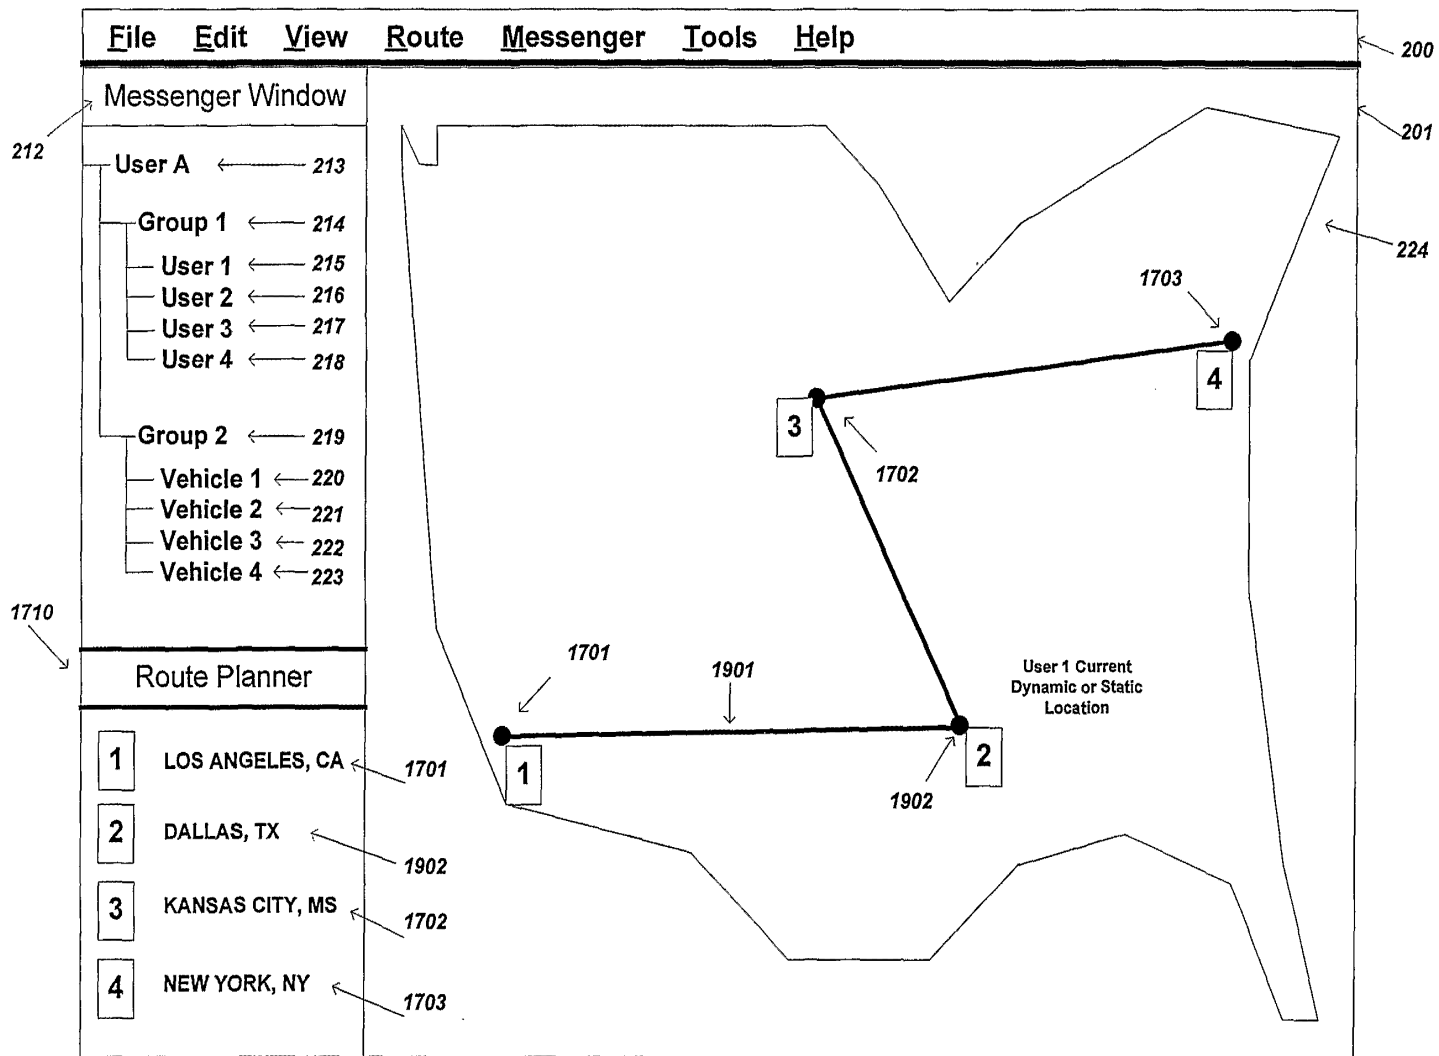 File Edit View Route Messenger Tools Help
200
Messenger Window
201
212
User A 213
Group 1 214
User 1 215
User 2 216
User 3 217
User 4 218
Group 2 219
Vehicle 1 220
Vehicle 2 221
Vehicle 3 222
Vehicle 4 223
1710
Route Planner
1 LOS ANGELES, CA 1701
2 DALLAS, TX 1902
3 KANSAS CITY, MS 1702
4 NEW YORK, NY 1703
224
1703
4
3
1702
1701
1901
User 1 Current
Dynamic or Static
Location
1
2
1902